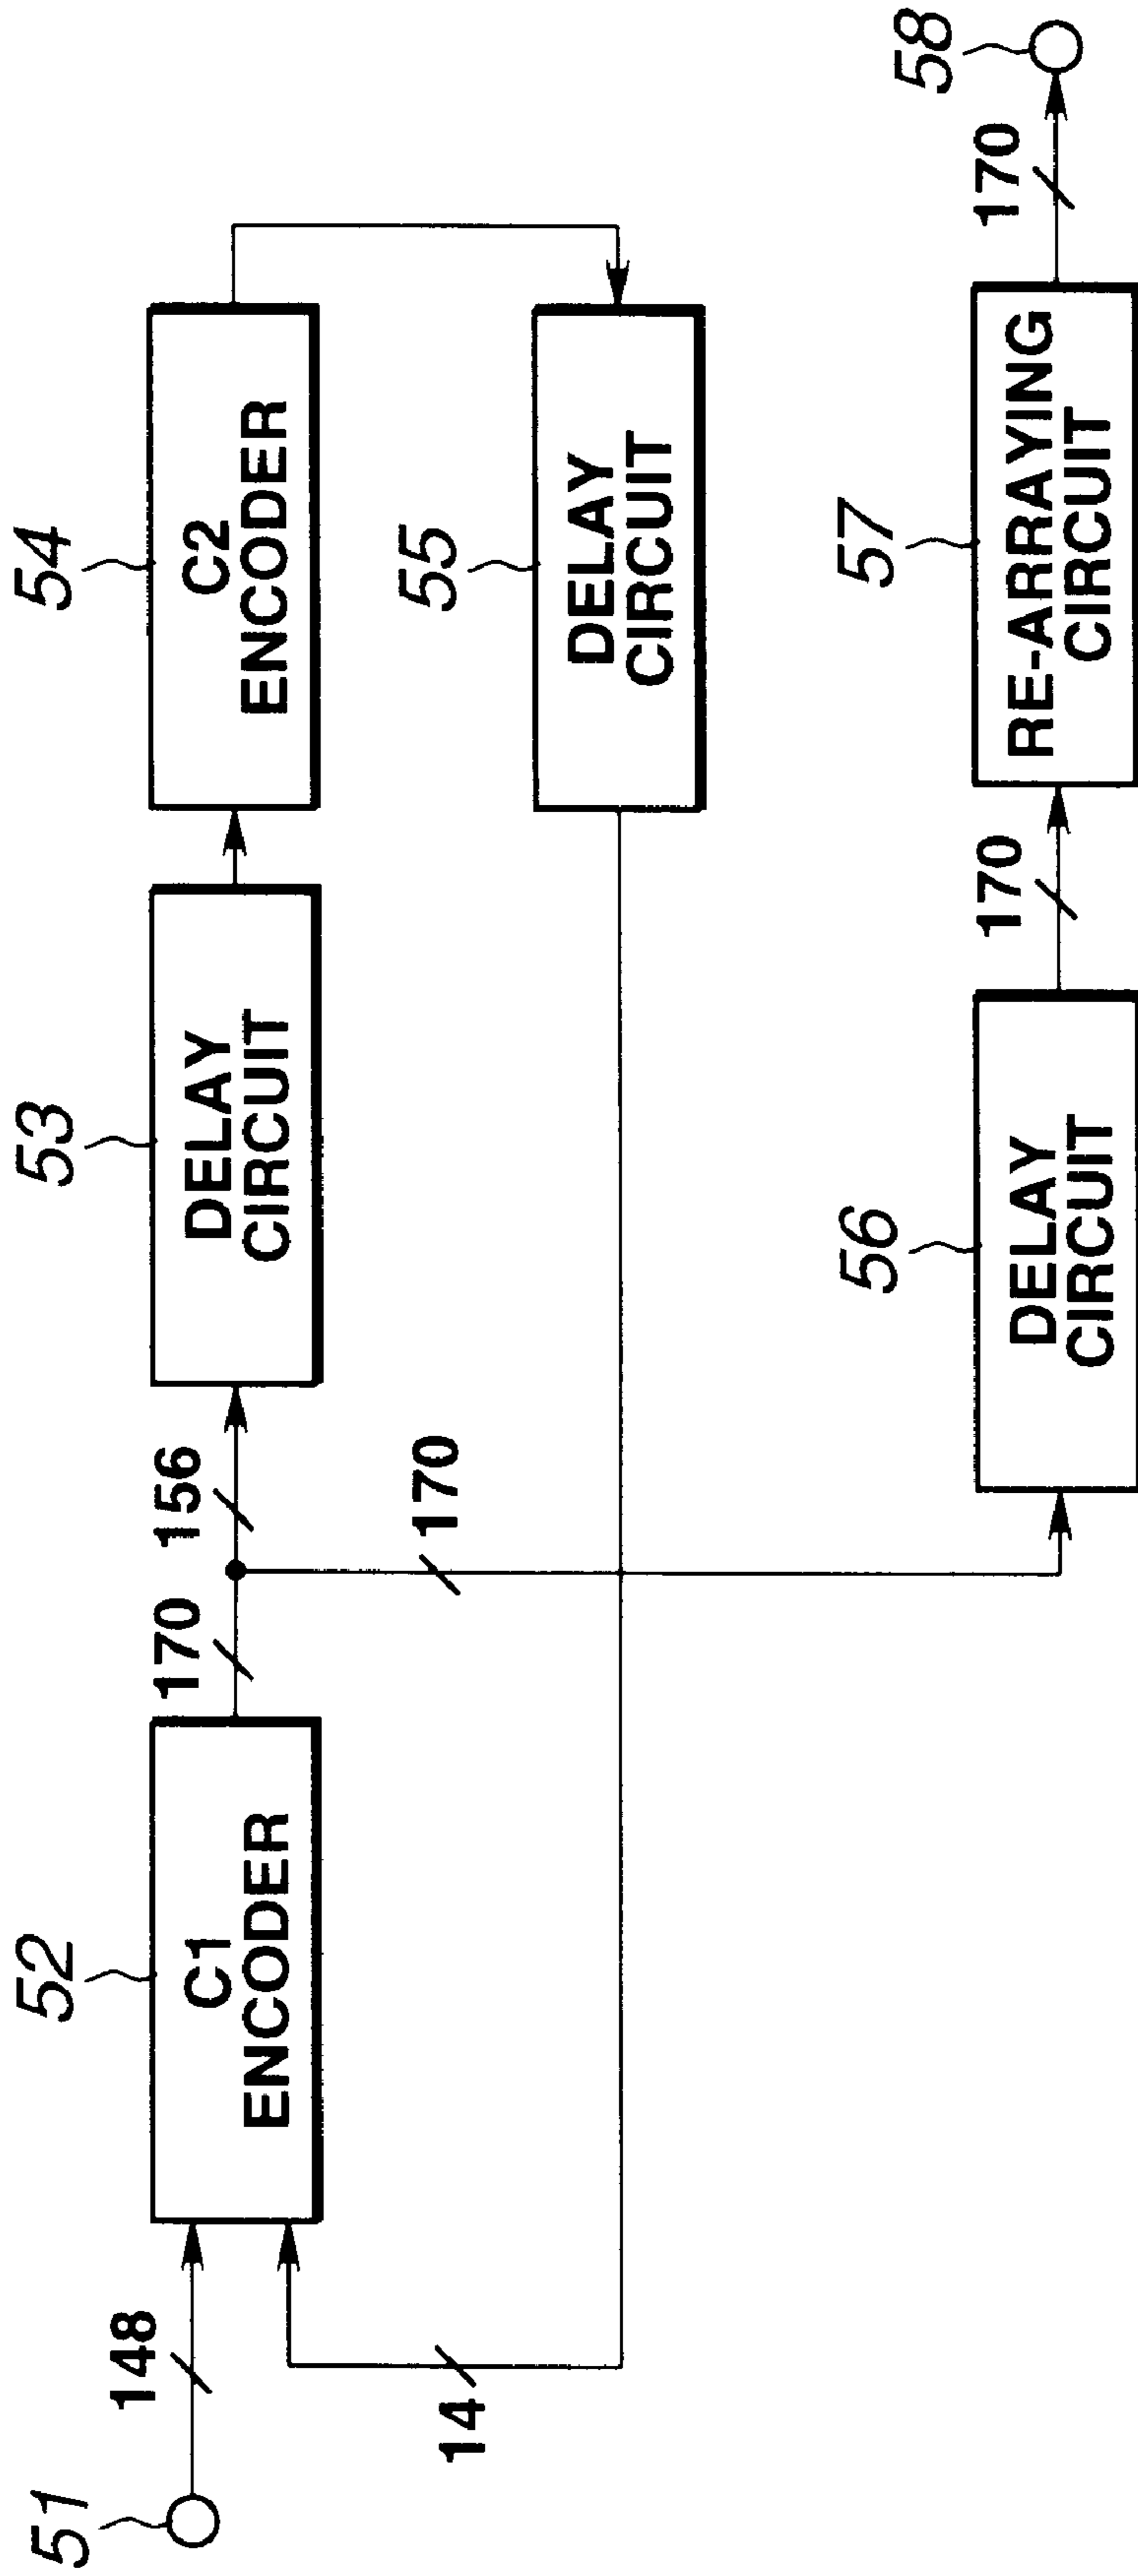 51
148
52
C1
ENCODER
170
156
53
DELAY
CIRCUIT
54
C2
ENCODER
14
170
55
DELAY
CIRCUIT
56
DELAY
CIRCUIT
170
57
RE-ARRAYING
CIRCUIT
170
58